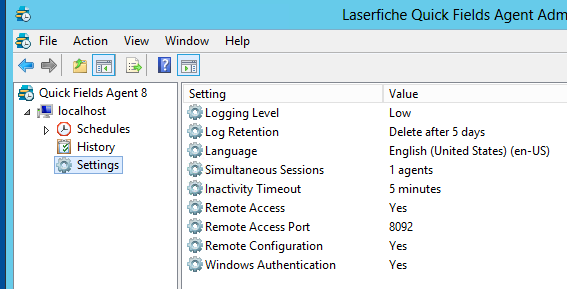 Laserfiche Quick Fields Agent Adm
File Action View Window Help
Quick Fields Agent 8
localhost
Schedules
History
Settings
Setting Value
Logging Level Low
Log Retention Delete after 5 days
Language English (United States) (en-US)
Simultaneous Sessions 1 agents
Inactivity Timeout 5 minutes
Remote Access Yes
Remote Access Port 8092
Remote Configuration Yes
Windows Authentication Yes